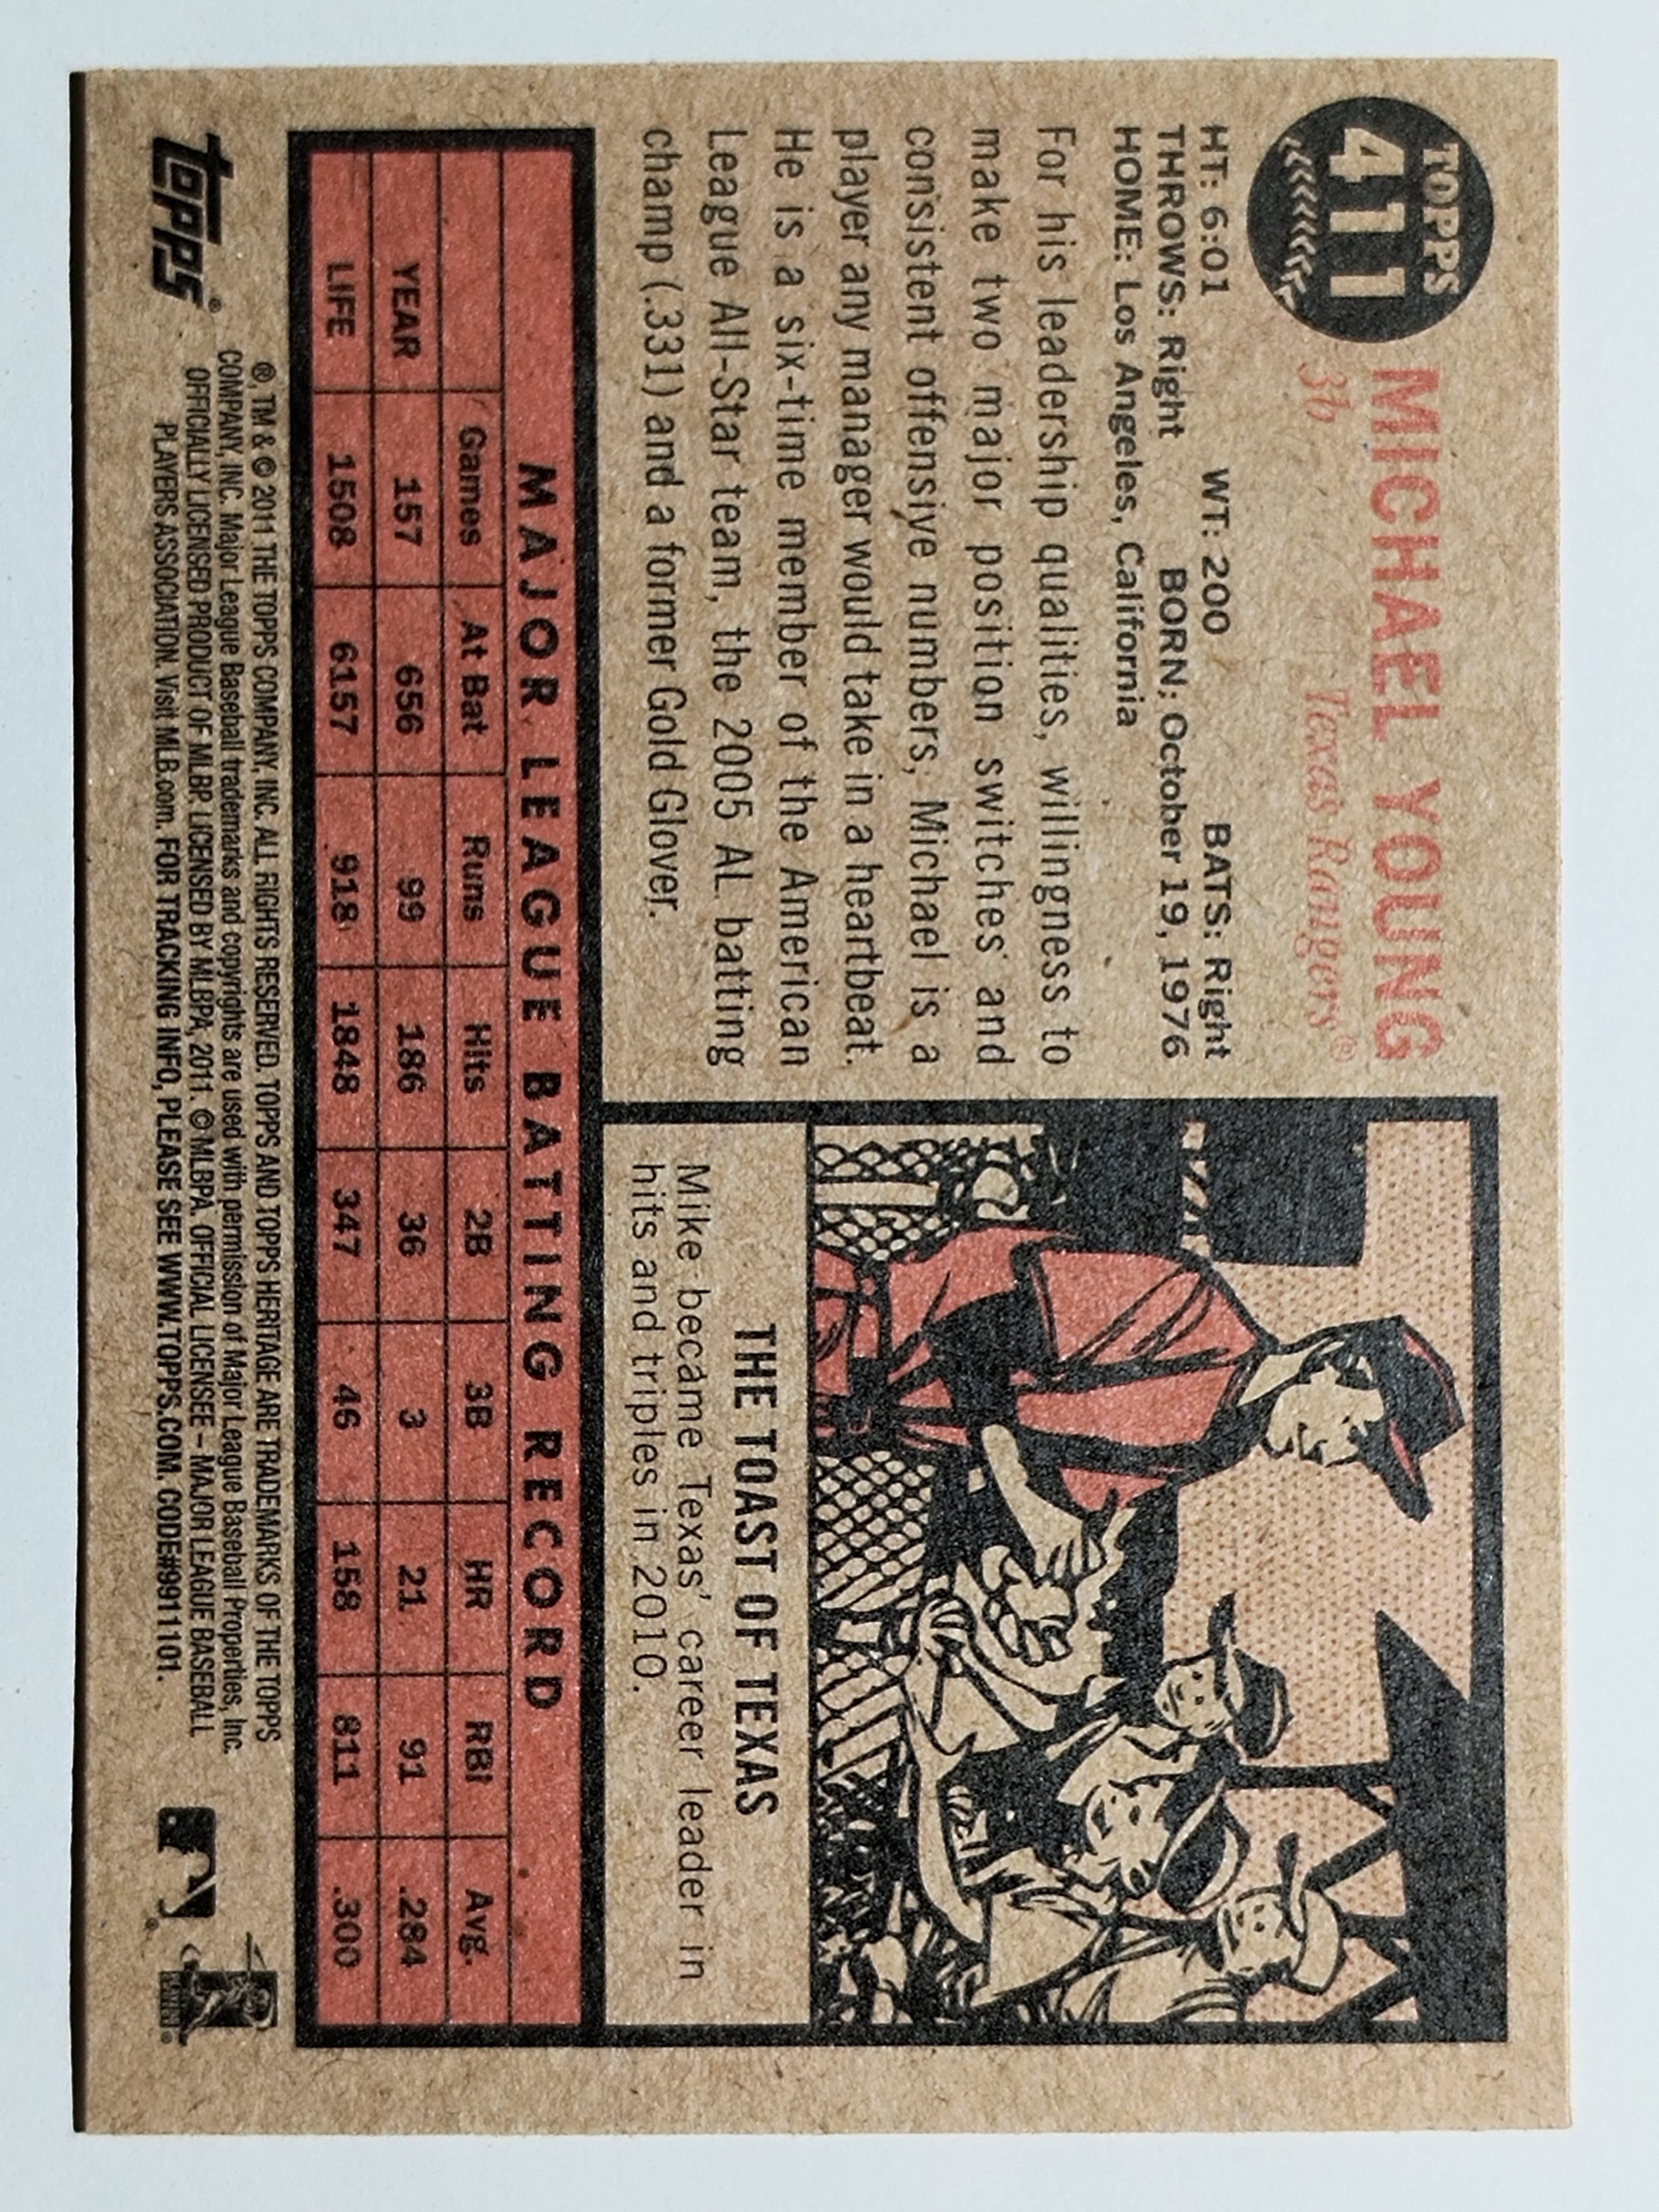 TOPPS
411
MICHAEL YOUNG
3b Texas Rangers®
HT: 6:01 WT: 200 BATS: Right
THROWS: Right BORN: October 19, 1976
HOME: Los Angeles, California
For his leadership qualities, willingness to
make two major position switches and
consistent offensive numbers, Michael is a
player any manager would take in a heartbeat.
He is a six-time member of the American
League All-Star team, the 2005 AL batting
champ (.331) and a former Gold Glover.
THE TOAST OF TEXAS
Mike became Texas' career leader in
hits and triples in 2010.
MAJOR LEAGUE BATTING RECORD
Games At Bat Runs Hits 2B 3B HR RBI Avg.
YEAR 157 656 99 186 36 3 21 91 .284
LIFE 1508 6157 918 1848 347 46 158 811 .300
topps®
®, TM & © 2011 THE TOPPS COMPANY, INC. ALL RIGHTS RESERVED. TOPPS AND TOPPS HERITAGE ARE TRADEMARKS OF THE TOPPS
COMPANY, INC. Major League Baseball trademarks and copyrights are used with permission of Major League Baseball Properties, Inc.
OFFICIALLY LICENSED PRODUCT OF MLBP. LICENSED BY MLBPA, 2011. © MLBPA. OFFICIAL LICENSEE – MAJOR LEAGUE BASEBALL
PLAYERS ASSOCIATION. Visit MLB.com. FOR TRACKING INFO, PLEASE SEE WWW.TOPPS.COM. CODE#9911101.